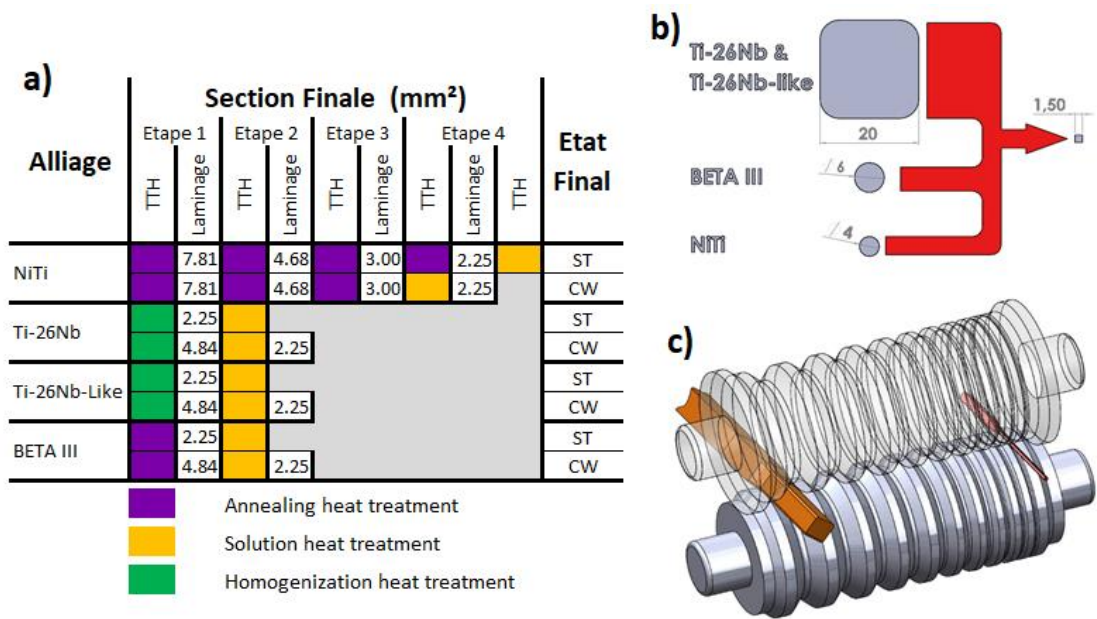 a)
Section Finale (mm²)
Alliage
Etape 1
Etape 2
Etape 3
Etape 4
Etat
Final
TTH
Laminage
TTH
Laminage
TTH
Laminage
TTH
Laminage
TTH
NiTi
7.81
4.68
3.00
2.25
ST
7.81
4.68
3.00
2.25
CW
Ti-26Nb
2.25
ST
4.84
2.25
CW
Ti-26Nb-Like
2.25
ST
4.84
2.25
CW
BETA III
2.25
ST
4.84
2.25
CW
Annealing heat treatment
Solution heat treatment
Homogenization heat treatment
b)
Ti-26Nb &
Ti-26Nb-like
20
1,50
BETA III
6
NiTi
4
c)